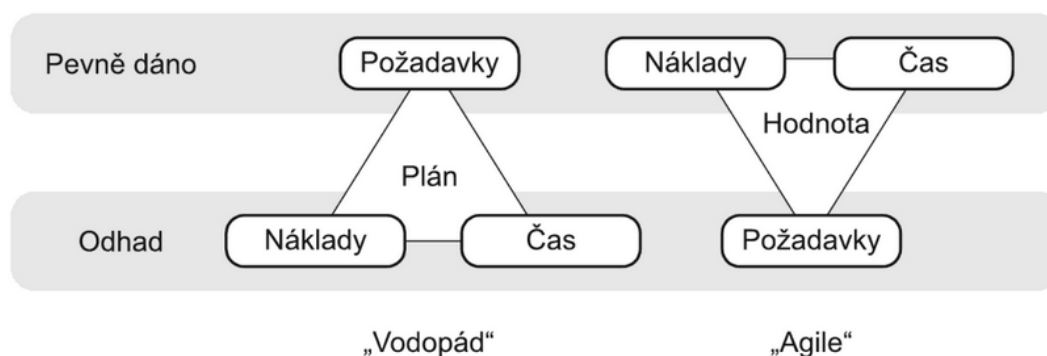 Pevně dáno
Požadavky
Náklady
Čas
Hodnota
Plán
Odhad
Náklady
Čas
Požadavky
„Vodopád“
„Agile“